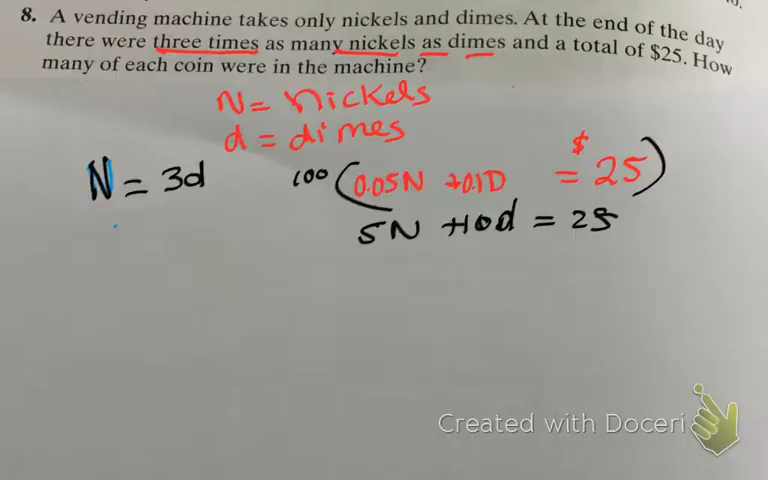 8. A vending machine takes only nickels and dimes. At the end of the day
there were three times as many nickels as dimes and a total of $25. How
many of each coin were in the machine?
N = nickels
d = dimes
N = 3d
100 (0.05N +0.1D = $25)
5N +10d = 25
Created with Doceri